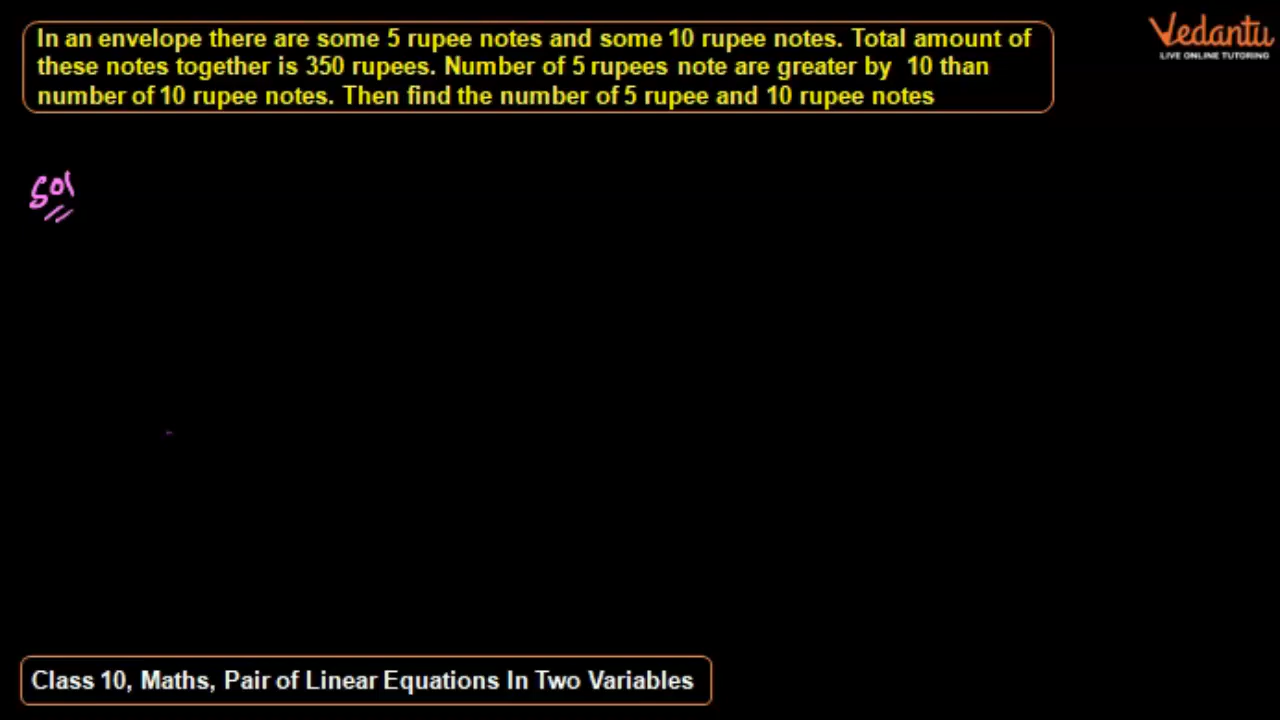 In an envelope there are some 5 rupee notes and some 10 rupee notes. Total amount of
these notes together is 350 rupees. Number of 5 rupees note are greater by 10 than
number of 10 rupee notes. Then find the number of 5 rupee and 10 rupee notes
Vedantu
LIVE ONLINE TUTORING
Sol
Class 10, Maths, Pair of Linear Equations In Two Variables